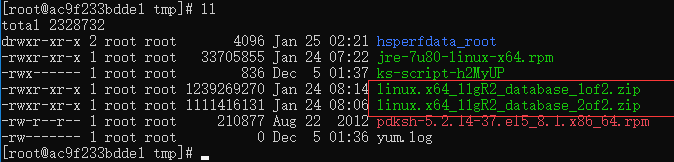 [root@ac9f233bdde1 tmp]# ll
total 2328732
drwxr-xr-x 2 root root 4096 Jan 25 02:21 hsperfdata_root
-rwxr-xr-x 1 root root 33705855 Jan 24 07:22 jre-7u80-linux-x64.rpm
-rwx------ 1 root root 836 Dec 5 01:37 ks-script-h2MyUP
-rwxr-xr-x 1 root root 1239269270 Jan 24 08:14 linux.x64_11gR2_database_1of2.zip
-rwxr-xr-x 1 root root 1111416131 Jan 24 08:06 linux.x64_11gR2_database_2of2.zip
-rw-r--r-- 1 root root 210877 Aug 22 2012 pdksh-5.2.14-37.el5_8.1.x86_64.rpm
-rw------- 1 root root 0 Dec 5 01:36 yum.log
[root@ac9f233bdde1 tmp]#